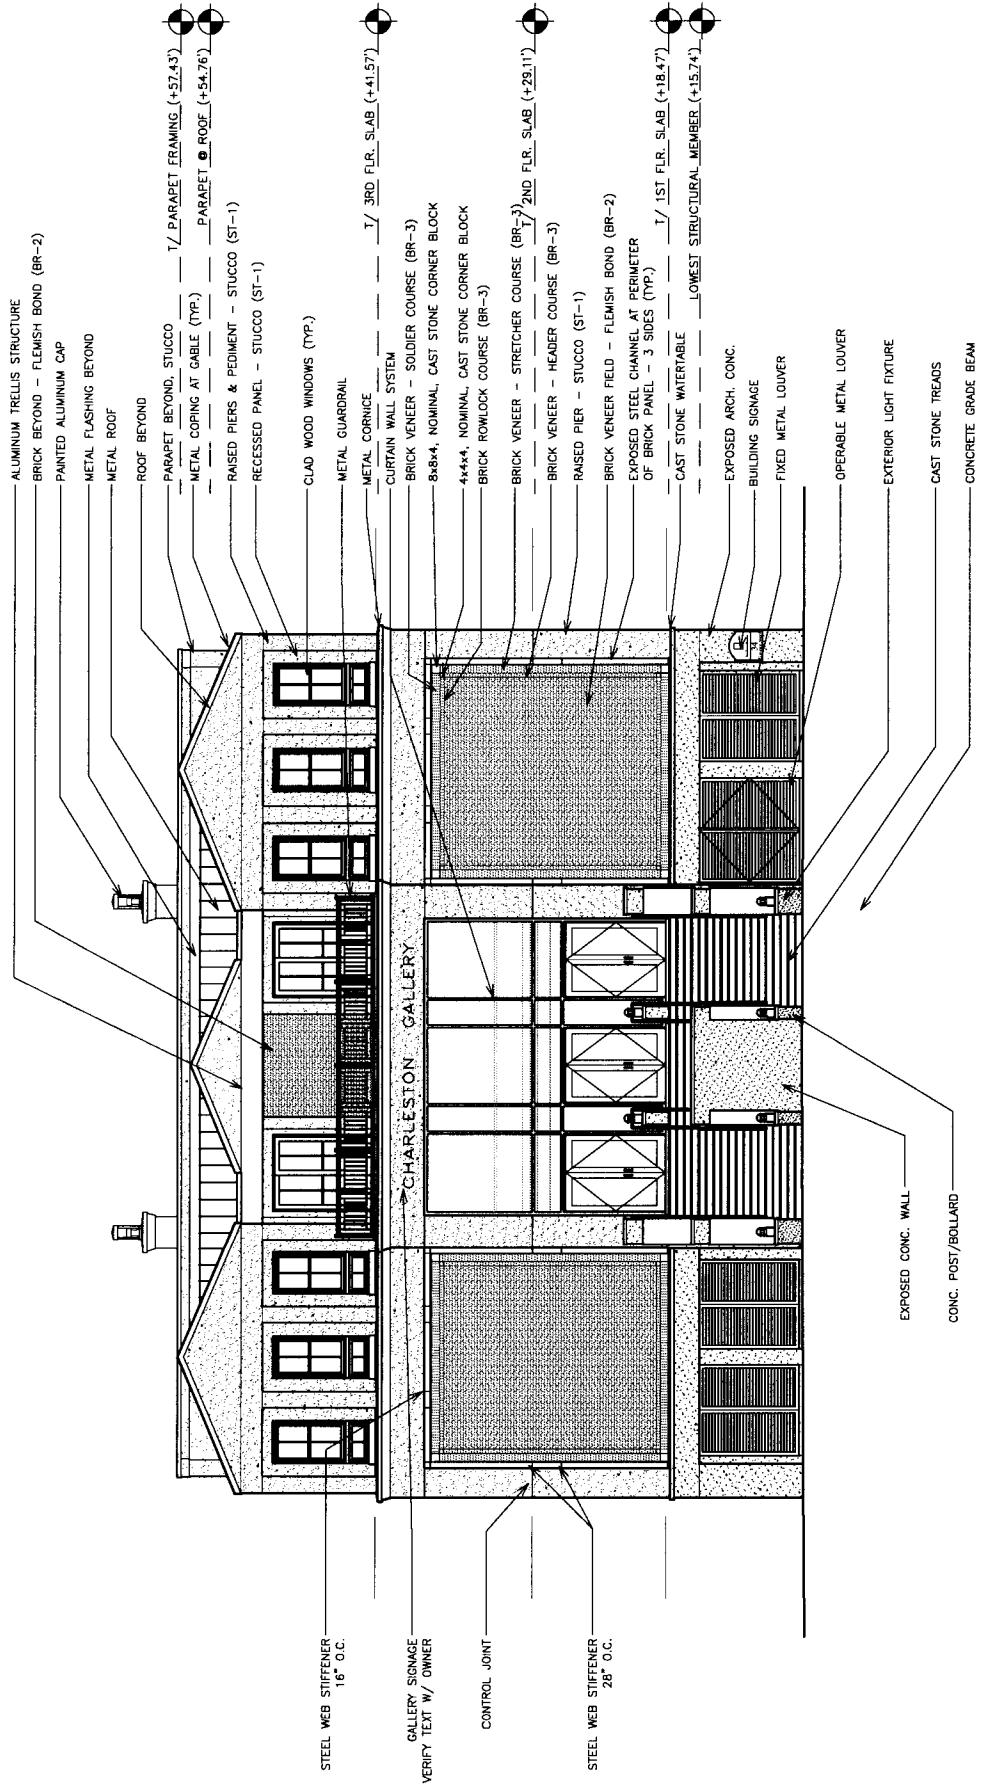 ALUMINUM TRELLIS STRUCTURE
BRICK BEYOND - FLEMISH BOND (BR-2)
PAINTED ALUMINUM CAP
METAL FLASHING BEYOND
METAL ROOF
ROOF BEYOND
PARAPET BEYOND, STUCCO
T/ PARAPET FRAMING (+57.43')
METAL COPING AT GABLE (TYP.)
PARAPET @ ROOF (+54.76')
RAISED PIERS & PEDIMENT - STUCCO (ST-1)
RECESSED PANEL - STUCCO (ST-1)
CLAD WOOD WINDOWS (TYP.)
METAL GUARDRAIL
METAL CORNICE
T/ 3RD FLR. SLAB (+41.57')
CURTAIN WALL SYSTEM
BRICK VENEER - SOLDIER COURSE (BR-3)
8x8x4, NOMINAL, CAST STONE CORNER BLOCK
4x4x4, NOMINAL, CAST STONE CORNER BLOCK
BRICK ROWLOCK COURSE (BR-3)
BRICK VENEER - STRETCHER COURSE (BR-3)
T/ 2ND FLR. SLAB (+29.11')
BRICK VENEER - HEADER COURSE (BR-3)
RAISED PIER - STUCCO (ST-1)
BRICK VENEER FIELD - FLEMISH BOND (BR-2)
EXPOSED STEEL CHANNEL AT PERIMETER
OF BRICK PANEL - 3 SIDES (TYP.)
T/ 1ST FLR. SLAB (+18.47')
CAST STONE WATERTABLE
LOWEST STRUCTURAL MEMBER (+15.74')
EXPOSED ARCH. CONC.
BUILDING SIGNAGE
FIXED METAL LOUVER
OPERABLE METAL LOUVER
EXTERIOR LIGHT FIXTURE
CAST STONE TREADS
CONCRETE GRADE BEAM
CHARLESTON GALLERY
34
EXPOSED CONC. WALL
CONC. POST/BOLLARD
STEEL WEB STIFFENER
16" O.C.
GALLERY SIGNAGE
VERIFY TEXT W/ OWNER
CONTROL JOINT
STEEL WEB STIFFENER
28" O.C.